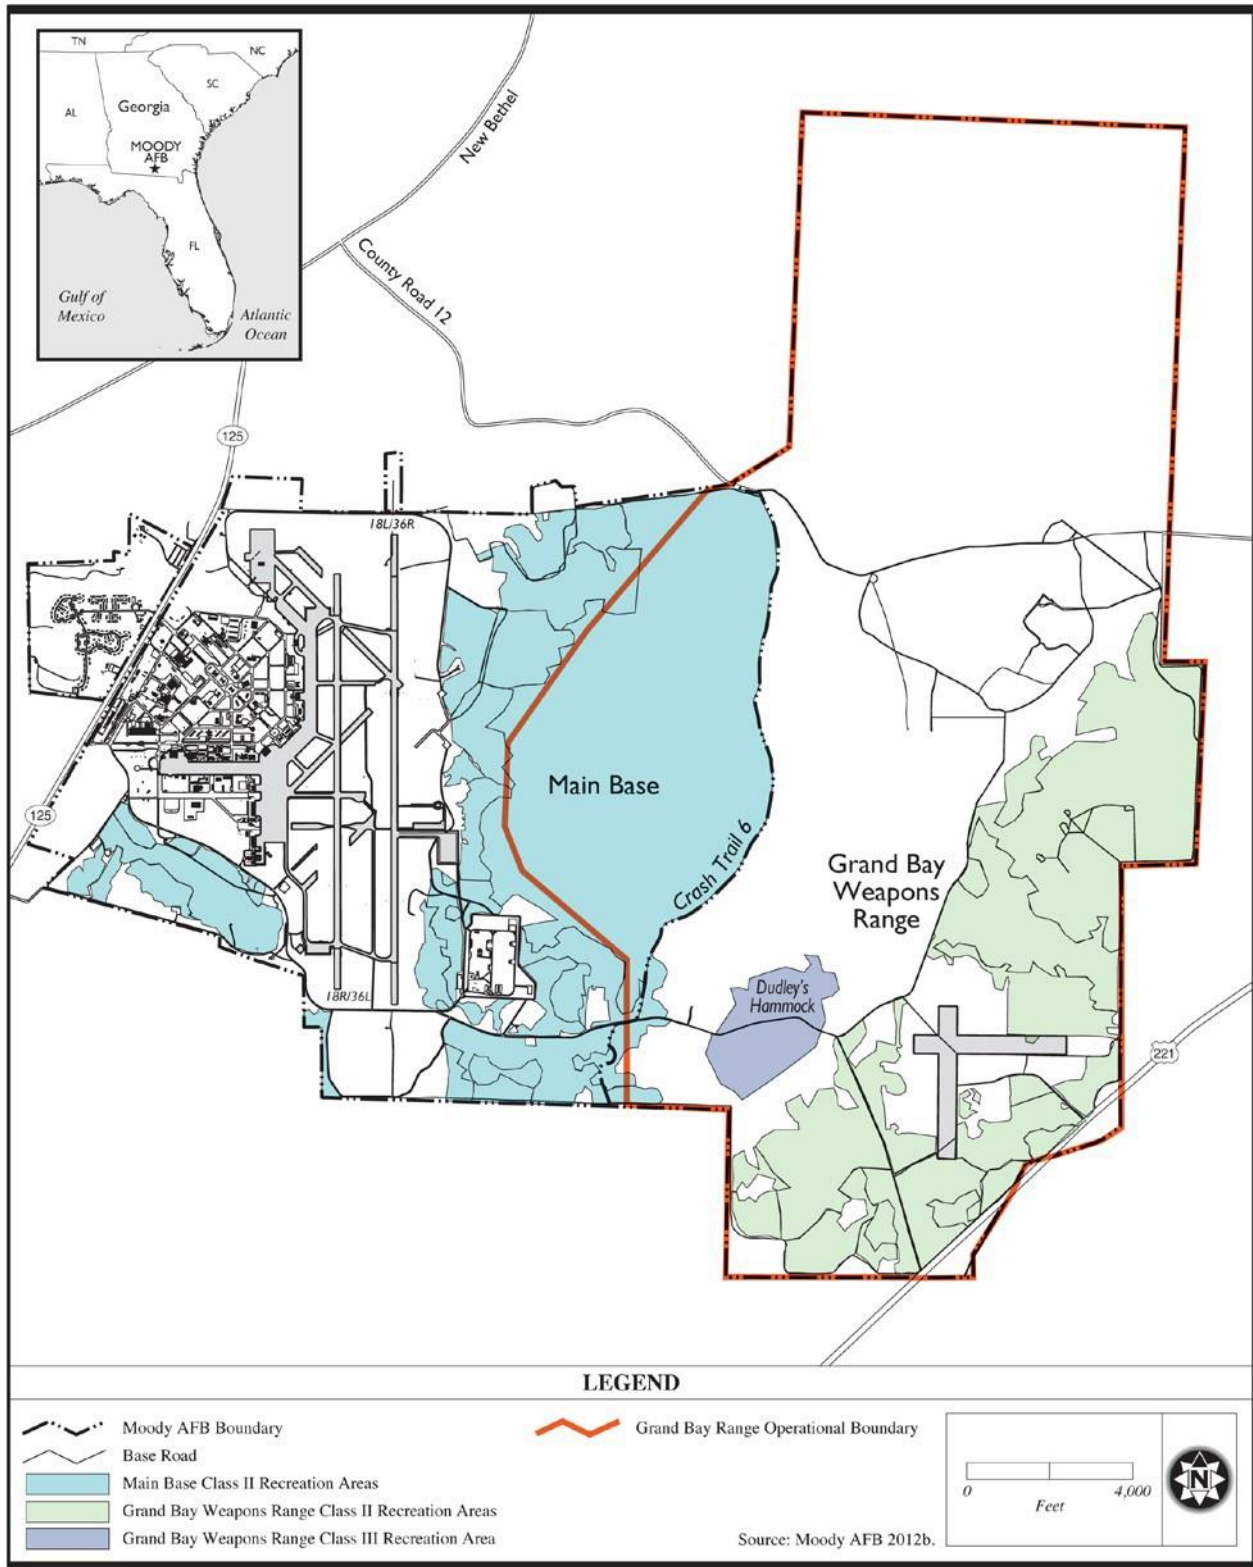 TN
NC
SC
AL
Georgia
MOODY
AFB
FL
Gulf of
Mexico
Atlantic
Ocean
New Bethel
County Road 12
125
18L/36R
Main Base
125
Crash Trail 6
Grand Bay
Weapons
Range
Dudley's
Hammock
18R/36L
221
LEGEND
Moody AFB Boundary
Base Road
Main Base Class II Recreation Areas
Grand Bay Weapons Range Class II Recreation Areas
Grand Bay Weapons Range Class III Recreation Area
Grand Bay Range Operational Boundary
Source: Moody AFB 2012b.
0
4,000
Feet
N